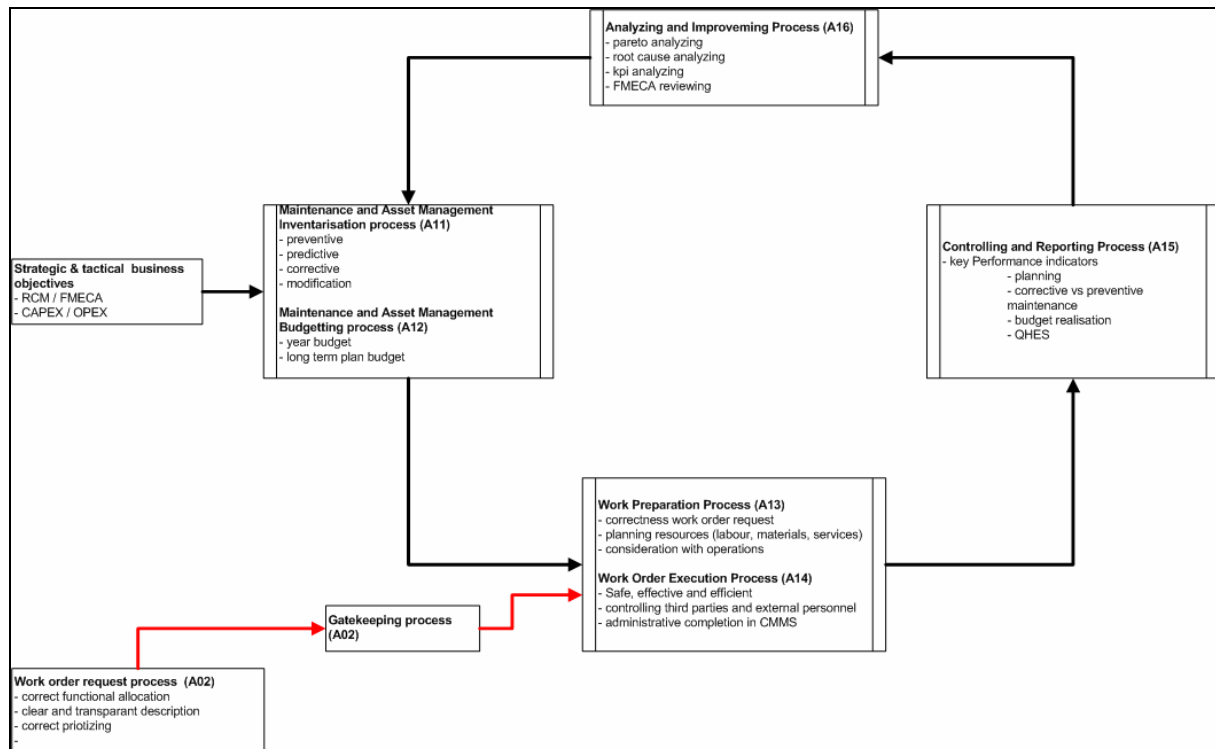 Analyzing and Improveming Process (A16)
- pareto analyzing
- root cause analyzing
- kpi analyzing
- FMECA reviewing
Maintenance and Asset Management
Inventarisation process (A11)
- preventive
- predictive
- corrective
- modification
Maintenance and Asset Management
Budgetting process (A12)
- year budget
- long term plan budget
Strategic & tactical business
objectives
- RCM / FMECA
- CAPEX / OPEX
Controlling and Reporting Process (A15)
- key Performance indicators
- planning
- corrective vs preventive
maintenance
- budget realisation
- QHES
Work Preparation Process (A13)
- correctness work order request
- planning resources (labour, materials, services)
- consideration with operations
Work Order Execution Process (A14)
- Safe, effective and efficient
- controlling third parties and external personnel
- administrative completion in CMMS
Gatekeeping process
(A02)
Work order request process (A02)
- correct functional allocation
- clear and transparant description
- correct priotizing
-